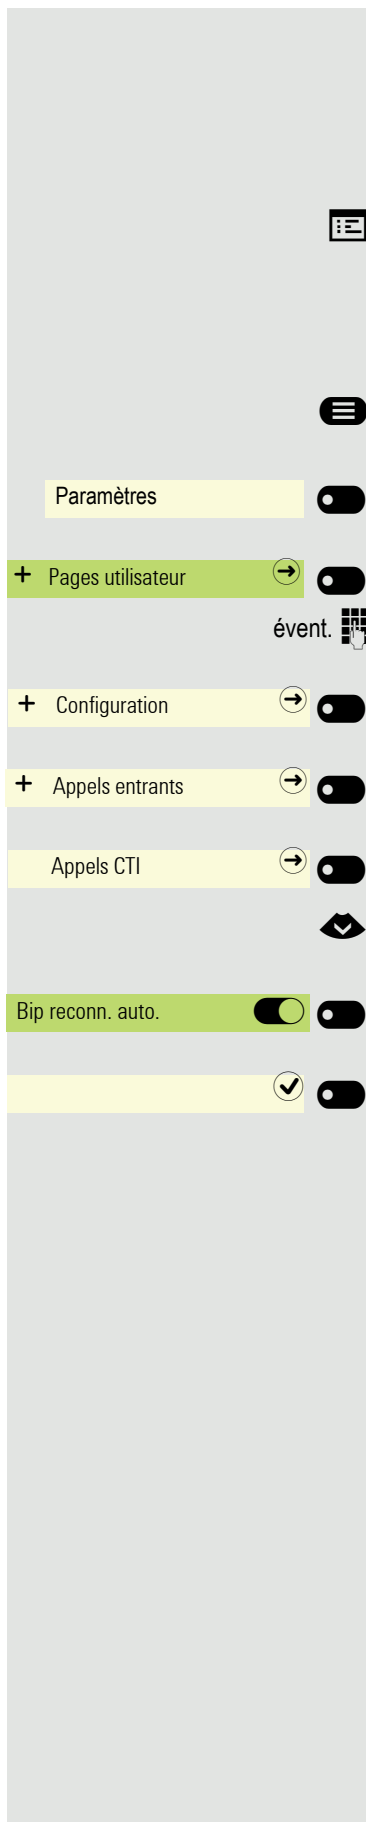 Paramètres
+ Pages utilisateur
évent.
+ Configuration
+ Appels entrants
Appels CTI
Bip reconn. auto.